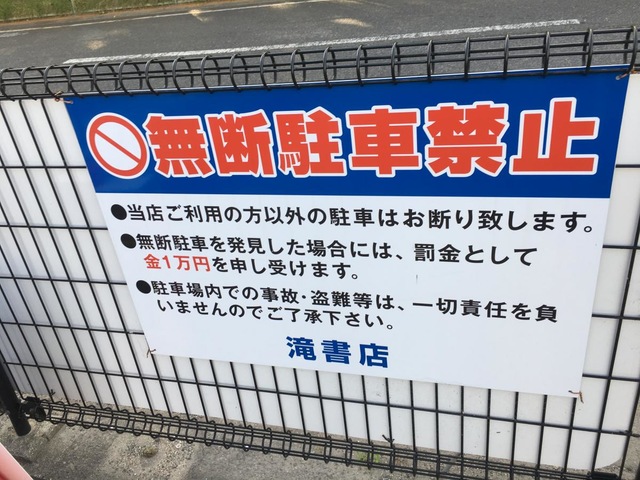 無断駐車禁止
●当店ご利用の方以外の駐車はお断り致します。
●無断駐車を発見した場合には、罰金として
金1万円を申し受けます。
●駐車場内での事故・盗難等は、一切責任を負
いませんのでご了承下さい。
滝書店